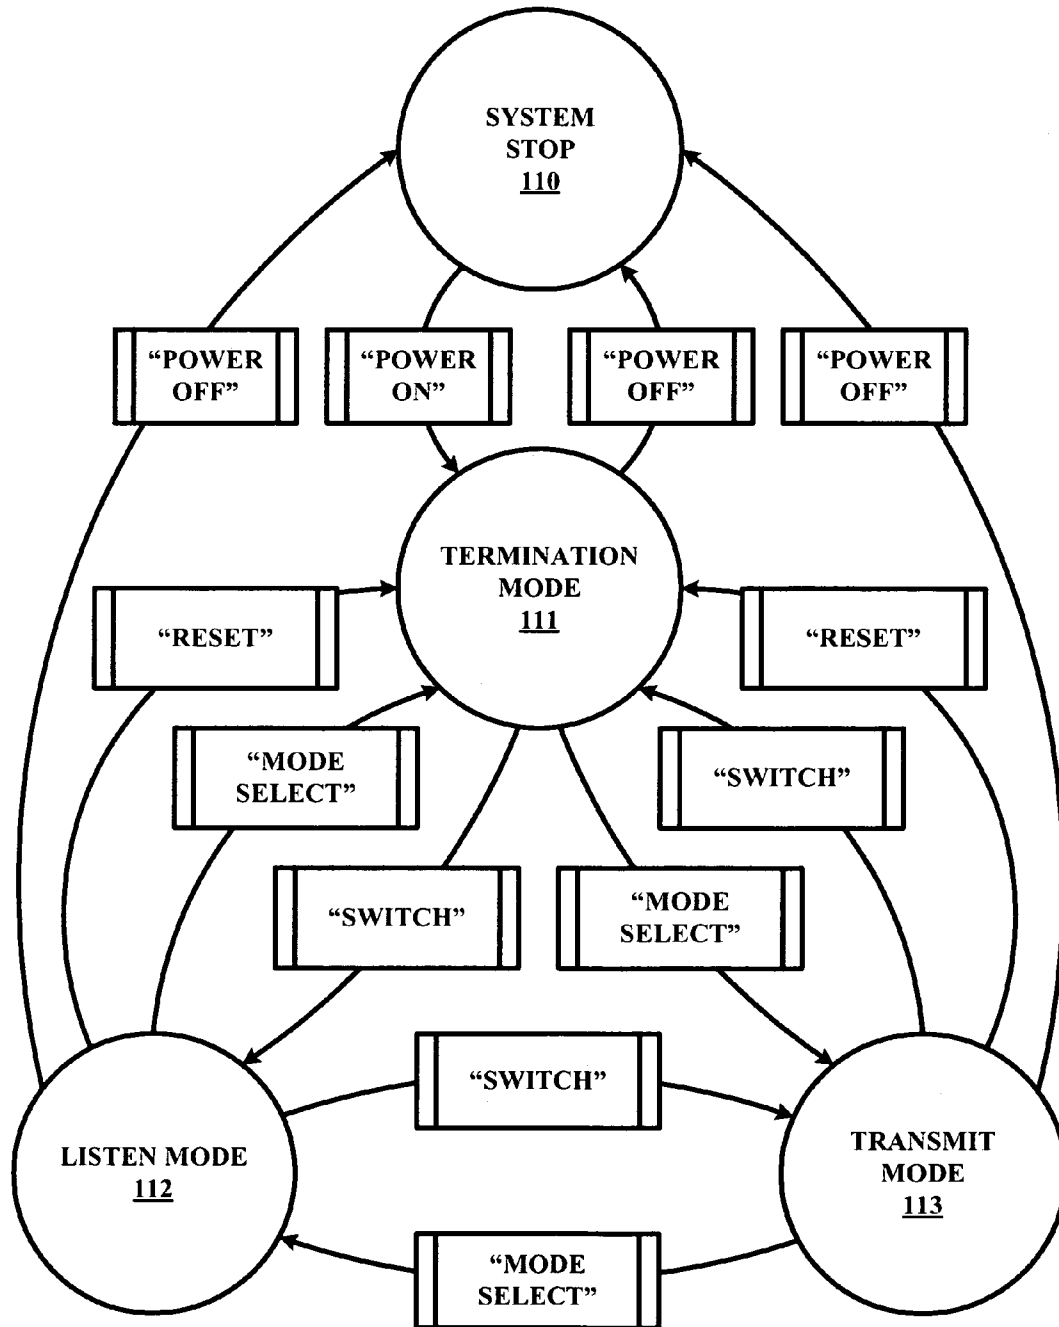 SYSTEM
STOP
110
“POWER
OFF”
“POWER
ON”
“POWER
OFF”
“POWER
OFF”
TERMINATION
MODE
111
“RESET”
“RESET”
“MODE
SELECT”
“SWITCH”
“SWITCH”
“MODE
SELECT”
“SWITCH”
LISTEN MODE
112
TRANSMIT
MODE
113
“MODE
SELECT”